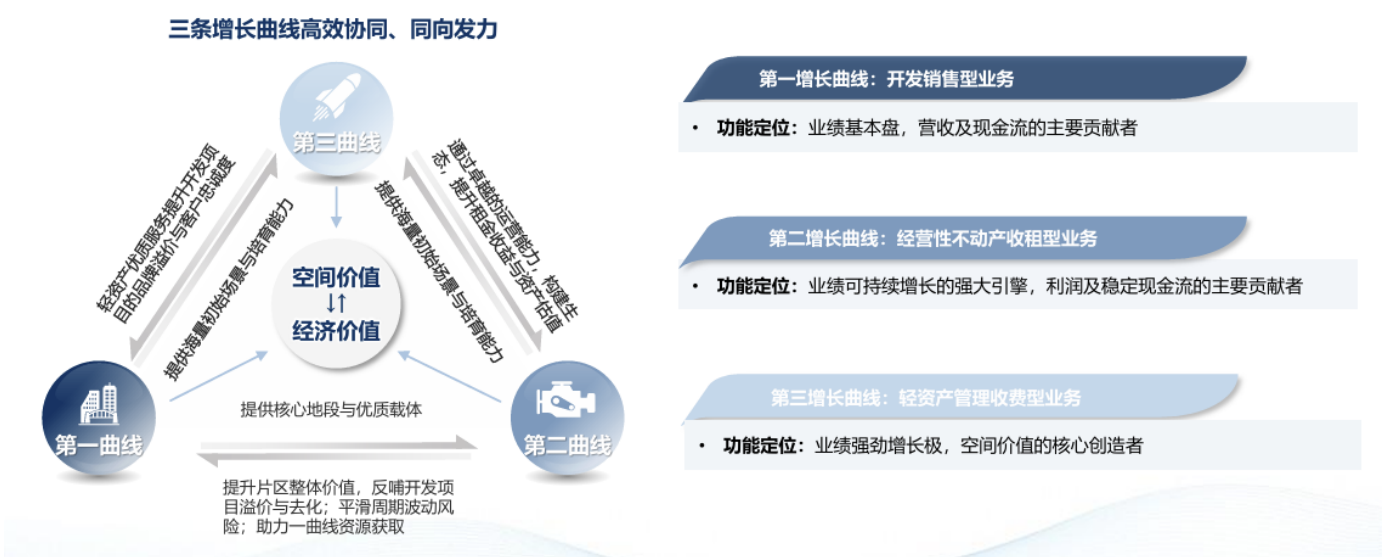 三条增长曲线高效协同、同向发力
第三曲线
轻资产优质服务提升开发项
目的品牌溢价与客户忠诚度
提供海量初始场景与培育能力
通过卓越的运营能力，构建生
态，提升租金收益与资产估值
提供海量初始场景与培育能力
空间价值
↓↑
经济价值
第一曲线
第二曲线
提供核心地段与优质载体
提升片区整体价值，反哺开发项
目溢价与去化；平滑周期波动风
险；助力一曲线资源获取
第一增长曲线：开发销售型业务
• 功能定位：业绩基本盘，营收及现金流的主要贡献者
第二增长曲线：经营性不动产收租型业务
• 功能定位：业绩可持续增长的强大引擎，利润及稳定现金流的主要贡献者
第三增长曲线：轻资产管理收费型业务
• 功能定位：业绩强劲增长极，空间价值的核心创造者